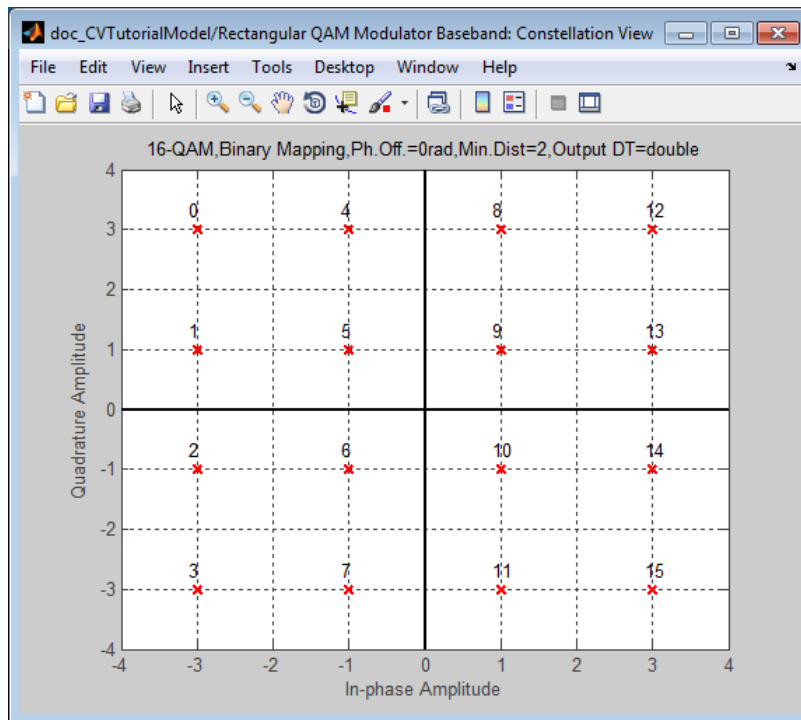 doc_CVTutorialModel/Rectangular QAM Modulator Baseband: Constellation View
File Edit View Insert Tools Desktop Window Help
16-QAM,Binary Mapping,Ph.Off.=0rad,Min.Dist=2,Output DT=double
4
0 4 8 12
3
2
1 5 9 13
1
Quadrature Amplitude
0
2 6 10 14
-1
-2
3 7 11 15
-3
-4
-4 -3 -2 -1 0 1 2 3 4
In-phase Amplitude